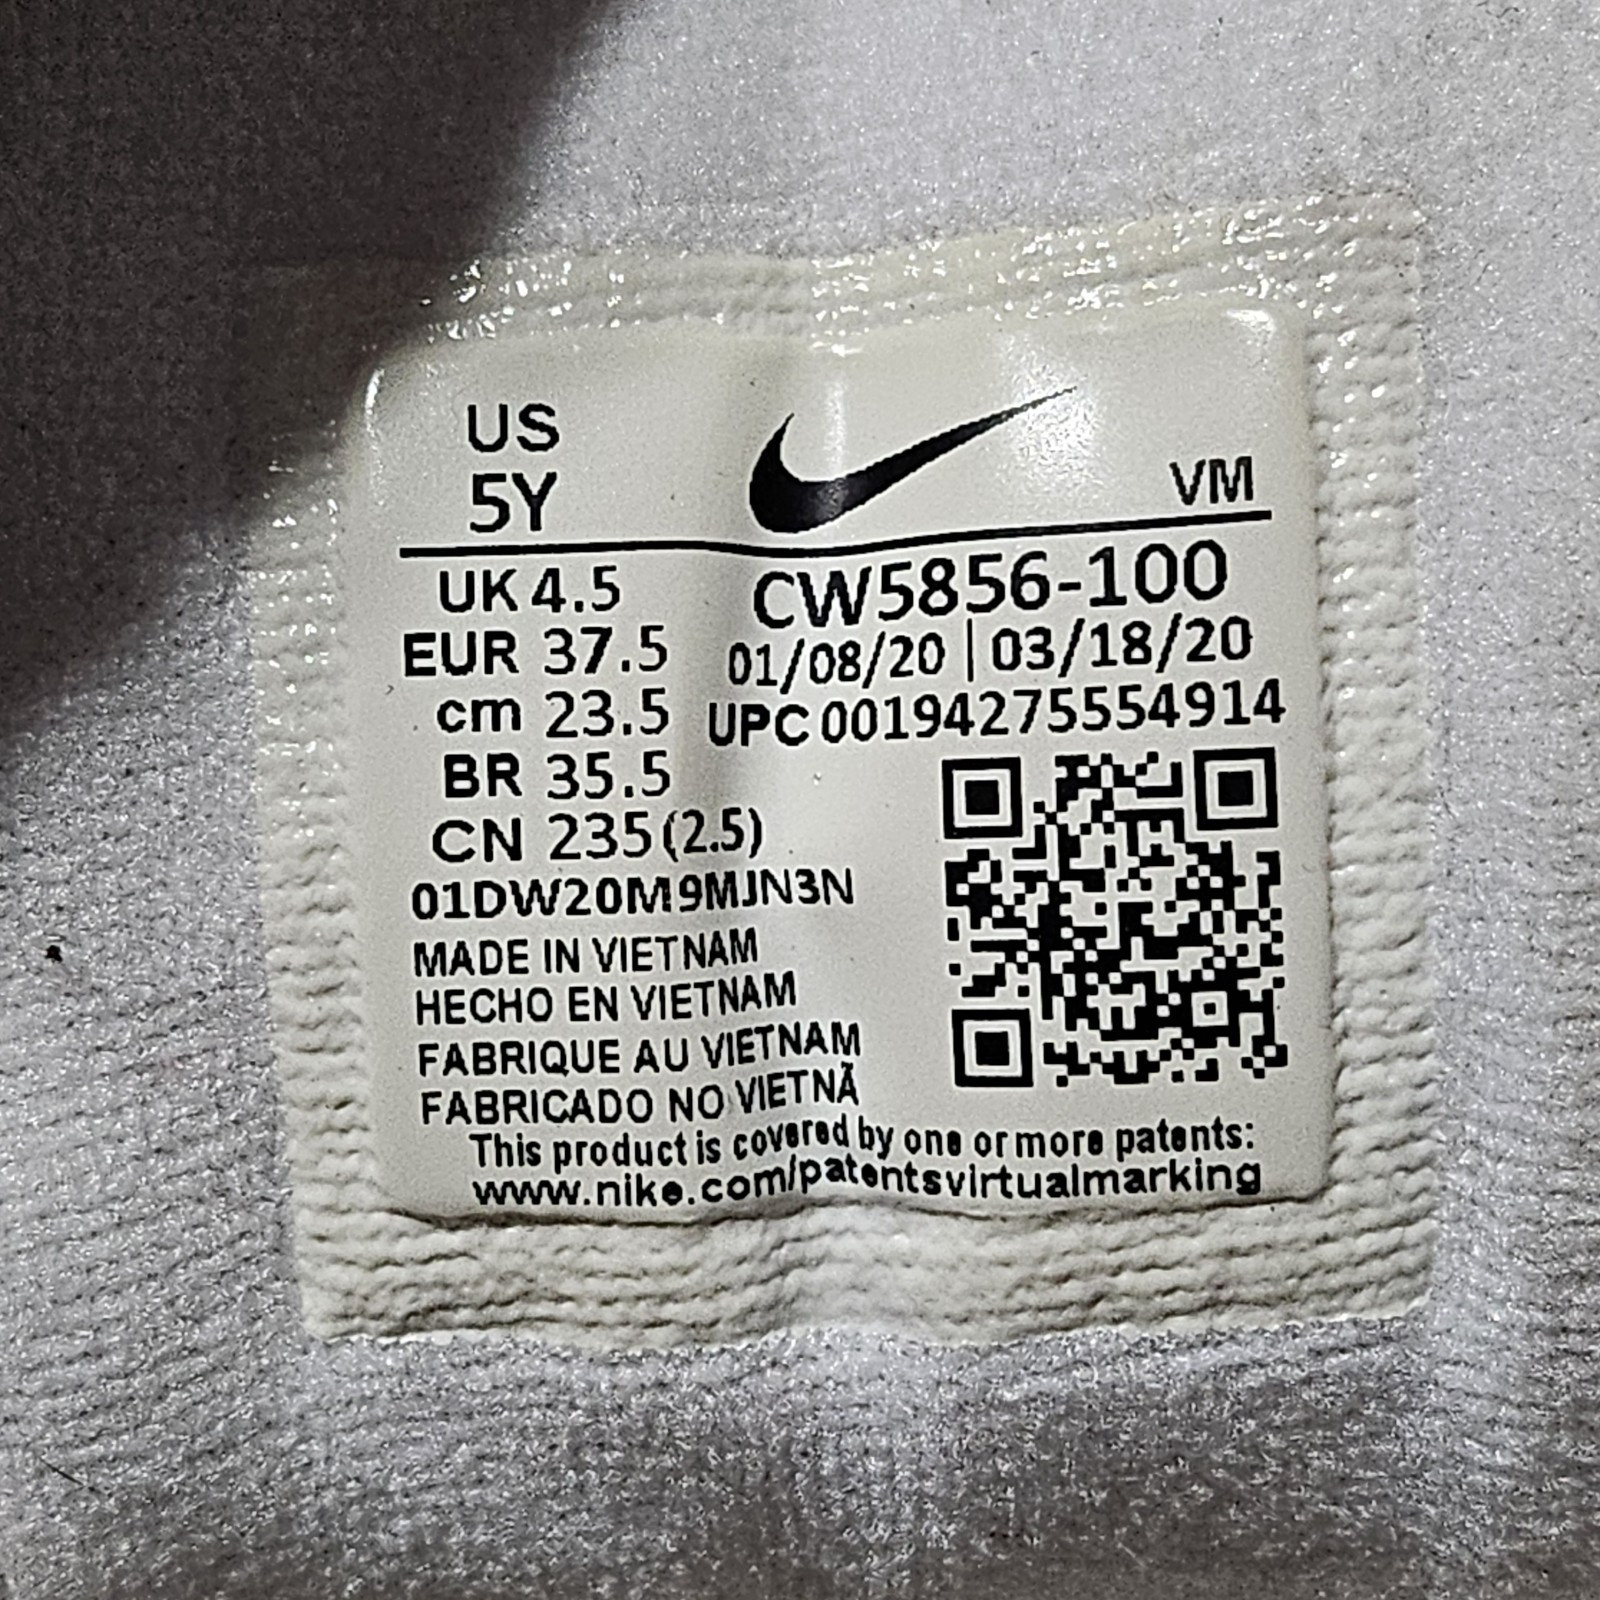 US
5Y
VM
UK 4.5
EUR 37.5
cm 23.5
BR 35.5
CN 235 (2.5)
CW5856-100
01/08/20 | 03/18/20
UPC 00194275554914
01DW20M9MJN3N
MADE IN VIETNAM
HECHO EN VIETNAM
FABRIQUE AU VIETNAM
FABRICADO NO VIETNÃ
This product is covered by one or more patents:
www.nike.com/patentsvirtualmarking